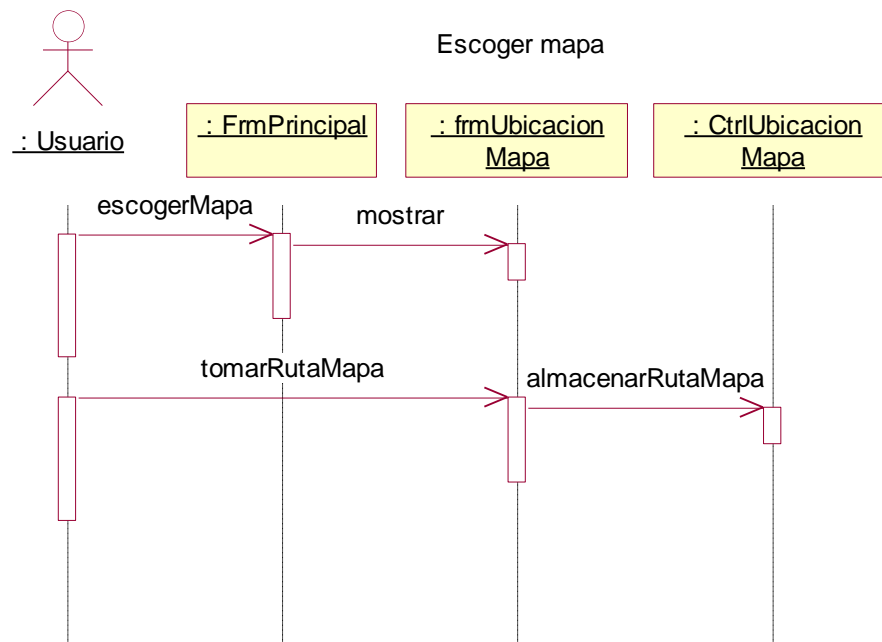 Escoger mapa
: Usuario
: FrmPrincipal
: frmUbicacion
Mapa
: CtrlUbicacion
Mapa
escogerMapa
mostrar
tomarRutaMapa
almacenarRutaMapa